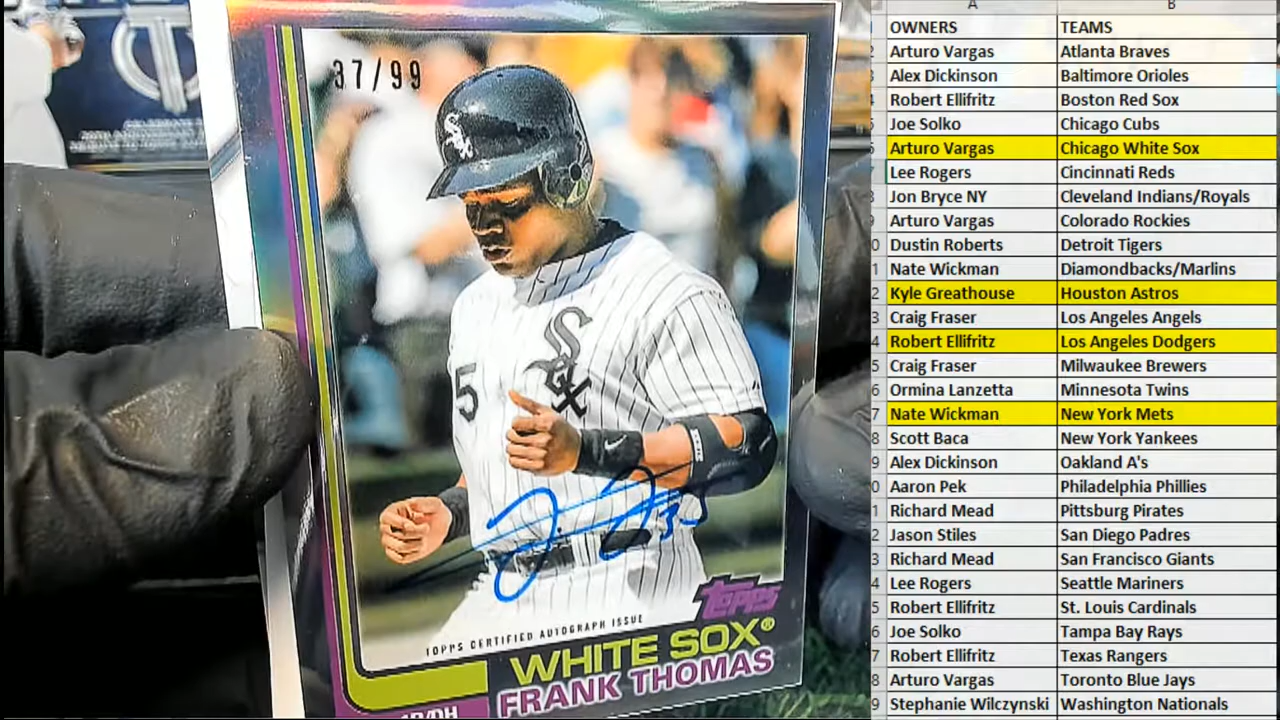 37/99
SOX
5
SOX
35
TOPPS CERTIFIED AUTOGRAPH ISSUE
topps
WHITE SOX®
FRANK THOMAS
1B/DH
A B
OWNERS TEAMS
Arturo Vargas Atlanta Braves
Alex Dickinson Baltimore Orioles
Robert Ellifritz Boston Red Sox
Joe Solko Chicago Cubs
Arturo Vargas Chicago White Sox
Lee Rogers Cincinnati Reds
Jon Bryce NY Cleveland Indians/Royals
Arturo Vargas Colorado Rockies
Dustin Roberts Detroit Tigers
Nate Wickman Diamondbacks/Marlins
Kyle Greathouse Houston Astros
Craig Fraser Los Angeles Angels
Robert Ellifritz Los Angeles Dodgers
Craig Fraser Milwaukee Brewers
Ormina Lanzetta Minnesota Twins
Nate Wickman New York Mets
Scott Baca New York Yankees
Alex Dickinson Oakland A's
Aaron Pek Philadelphia Phillies
Richard Mead Pittsburg Pirates
Jason Stiles San Diego Padres
Richard Mead San Francisco Giants
Lee Rogers Seattle Mariners
Robert Ellifritz St. Louis Cardinals
Joe Solko Tampa Bay Rays
Robert Ellifritz Texas Rangers
Arturo Vargas Toronto Blue Jays
Stephanie Wilczynski Washington Nationals